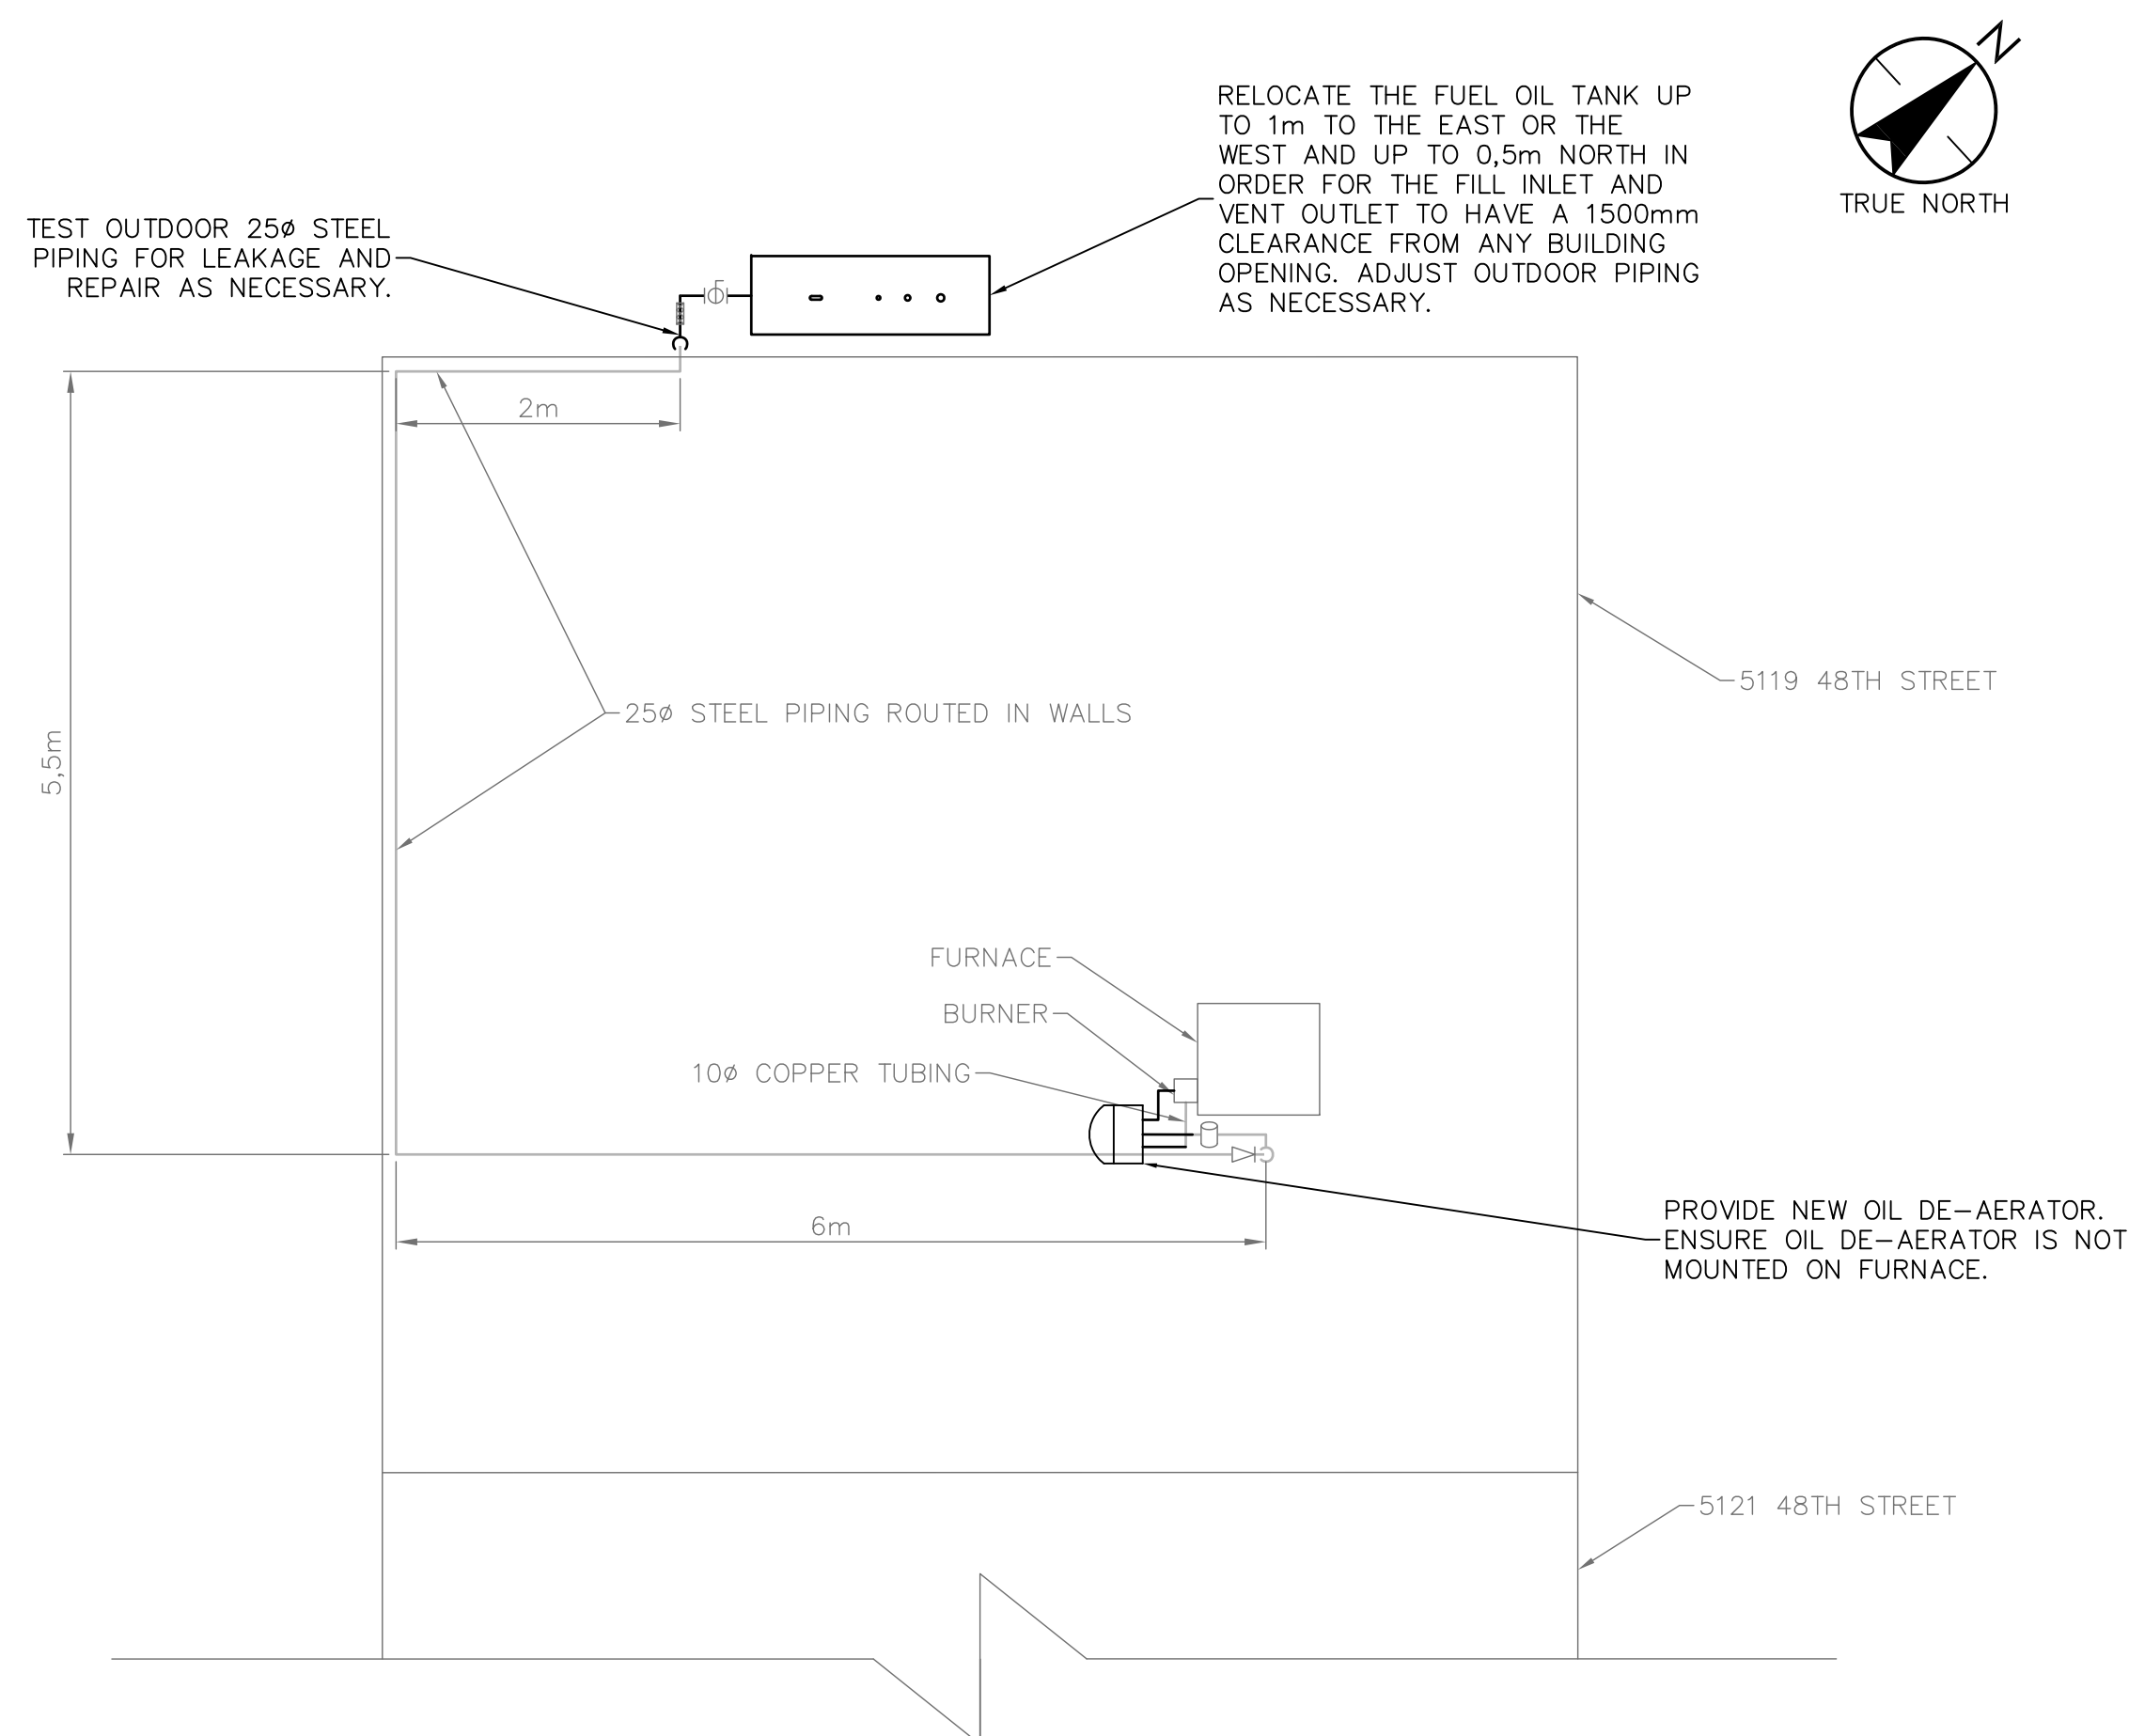 N
TRUE NORTH
RELOCATE THE FUEL OIL TANK UP
TO 1m TO THE EAST OR THE
WEST AND UP TO 0,5m NORTH IN
ORDER FOR THE FILL INLET AND
VENT OUTLET TO HAVE A 1500mm
CLEARANCE FROM ANY BUILDING
OPENING. ADJUST OUTDOOR PIPING
AS NECESSARY.
TEST OUTDOOR 25ø STEEL
PIPING FOR LEAKAGE AND
REPAIR AS NECESSARY.
2m
5119 48TH STREET
25ø STEEL PIPING ROUTED IN WALLS
5,5m
FURNACE
BURNER
10ø COPPER TUBING
6m
PROVIDE NEW OIL DE-AERATOR.
ENSURE OIL DE-AERATOR IS NOT
MOUNTED ON FURNACE.
5121 48TH STREET